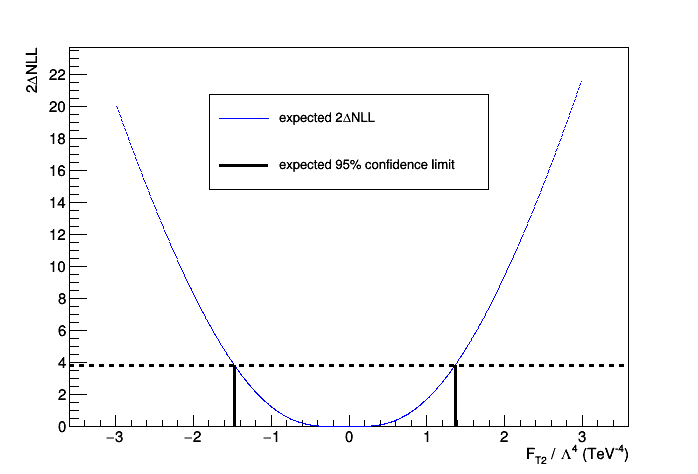 2ΔNLL
22
20
18
16
14
12
10
8
6
4
2
0
expected 2ΔNLL
expected 95% confidence limit
−3 −2 −1 0 1 2 3
F_T2 / Λ^4 (TeV^-4)